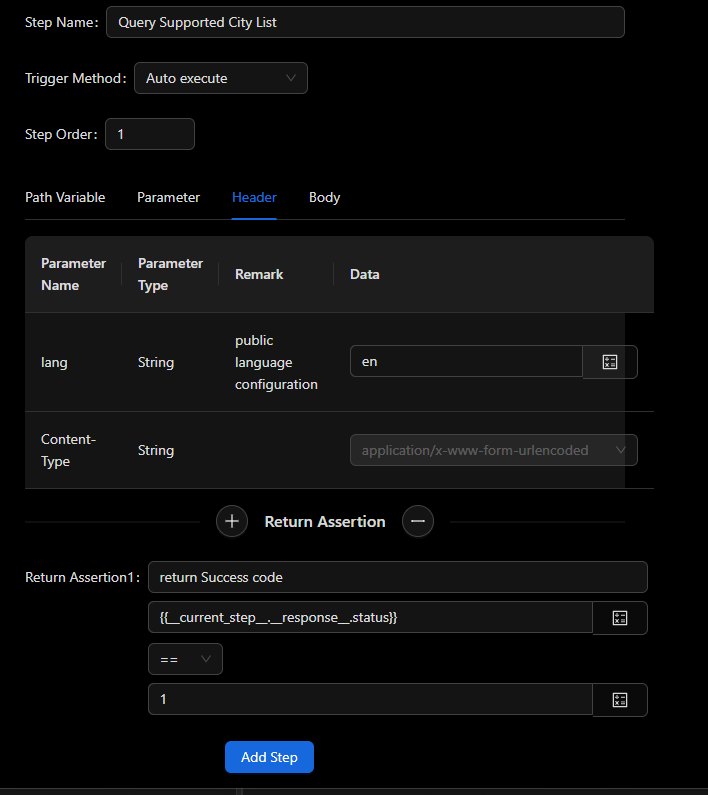 Step Name: Query Supported City List
Trigger Method: Auto execute
Step Order: 1
Path Variable Parameter Header Body
Parameter Name Parameter Type Remark Data
lang String public language configuration en
Content-Type String application/x-www-form-urlencoded
Return Assertion
Return Assertion1: return Success code
{{__current_step__.__response__.status}}
==
1
Add Step